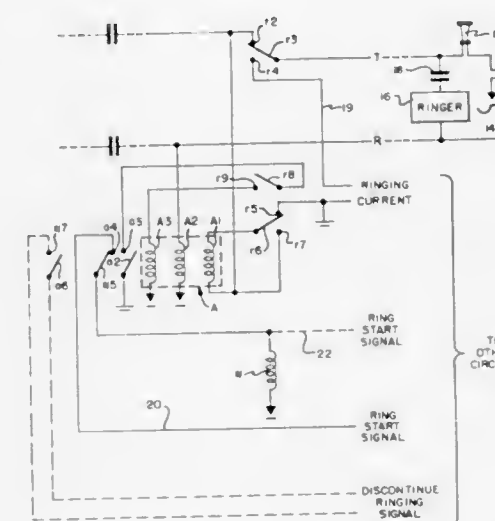 r2
r3
r4
T
18
16
RINGER
14
19
R
r8
r9
RINGING
CURRENT
r5
r6
r7
a7
a4
a3
A3
A2
A1
a2
a6
a5
A
RING
START
SIGNAL
22
20
RING
START
SIGNAL
DISCONTINUE
RINGING
SIGNAL